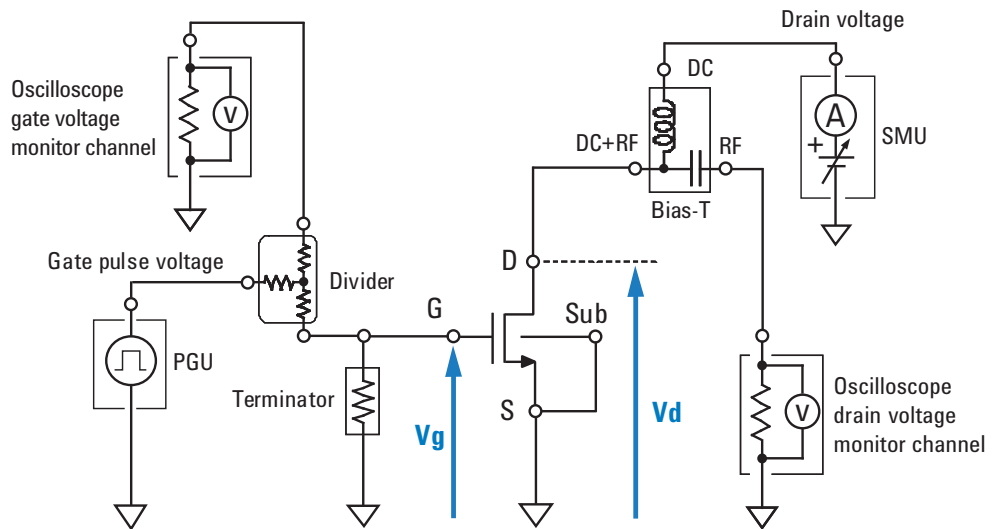 Drain voltage
Oscilloscope
gate voltage
monitor channel
V
DC
A
+
SMU
DC+RF
RF
Bias-T
Gate pulse voltage
Divider
D
G
Sub
PGU
Terminator
S
Vg
Vd
V
Oscilloscope
drain voltage
monitor channel